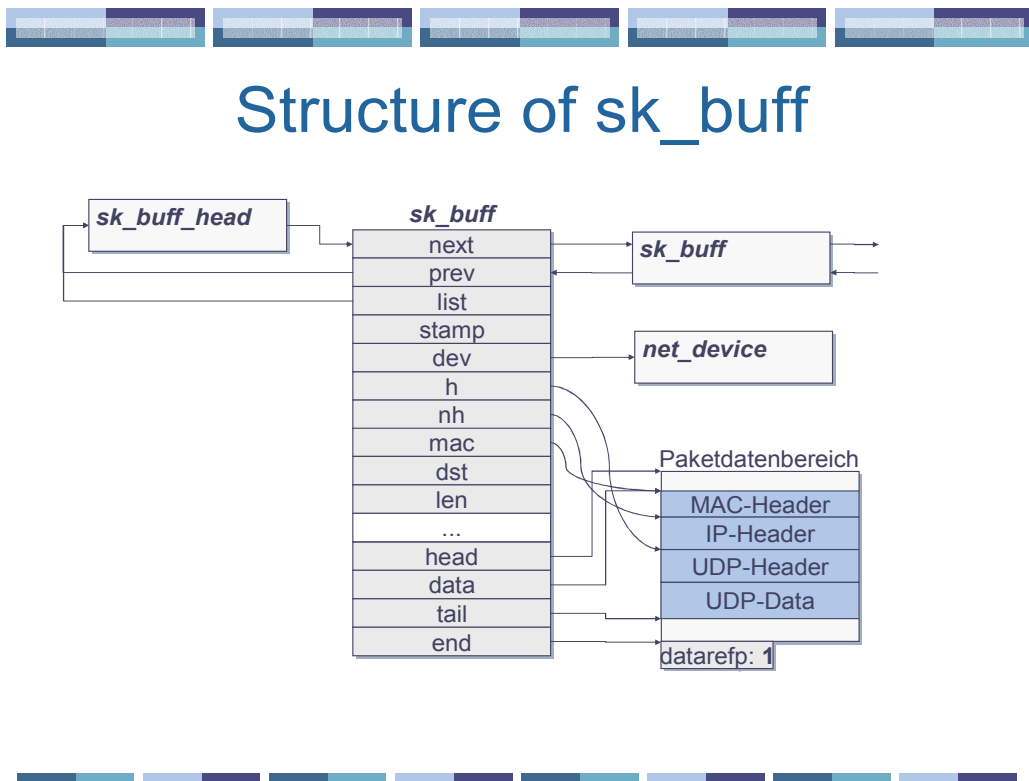 Structure of sk_buff
sk_buff_head
sk_buff
next
prev
list
stamp
dev
h
nh
mac
dst
len
...
head
data
tail
end
sk_buff
net_device
Paketdatenbereich
MAC-Header
IP-Header
UDP-Header
UDP-Data
datarefp: 1